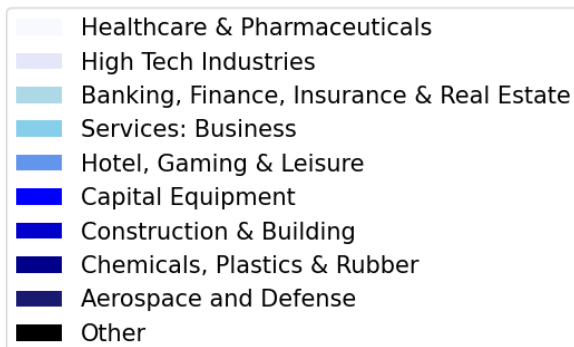 Healthcare & Pharmaceuticals
High Tech Industries
Banking, Finance, Insurance & Real Estate
Services: Business
Hotel, Gaming & Leisure
Capital Equipment
Construction & Building
Chemicals, Plastics & Rubber
Aerospace and Defense
Other